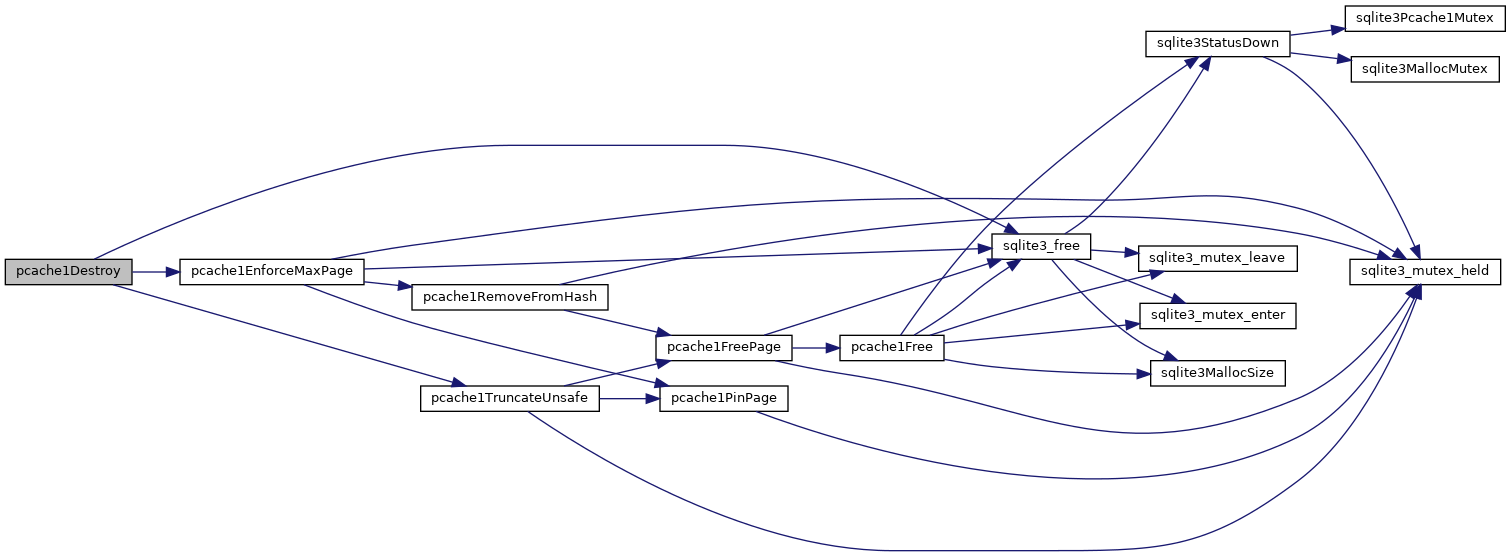 pcache1Destroy
pcache1EnforceMaxPage
pcache1RemoveFromHash
pcache1TruncateUnsafe
pcache1FreePage
pcache1PinPage
pcache1Free
sqlite3_free
sqlite3StatusDown
sqlite3_mutex_leave
sqlite3_mutex_enter
sqlite3MallocSize
sqlite3Pcache1Mutex
sqlite3MallocMutex
sqlite3_mutex_held